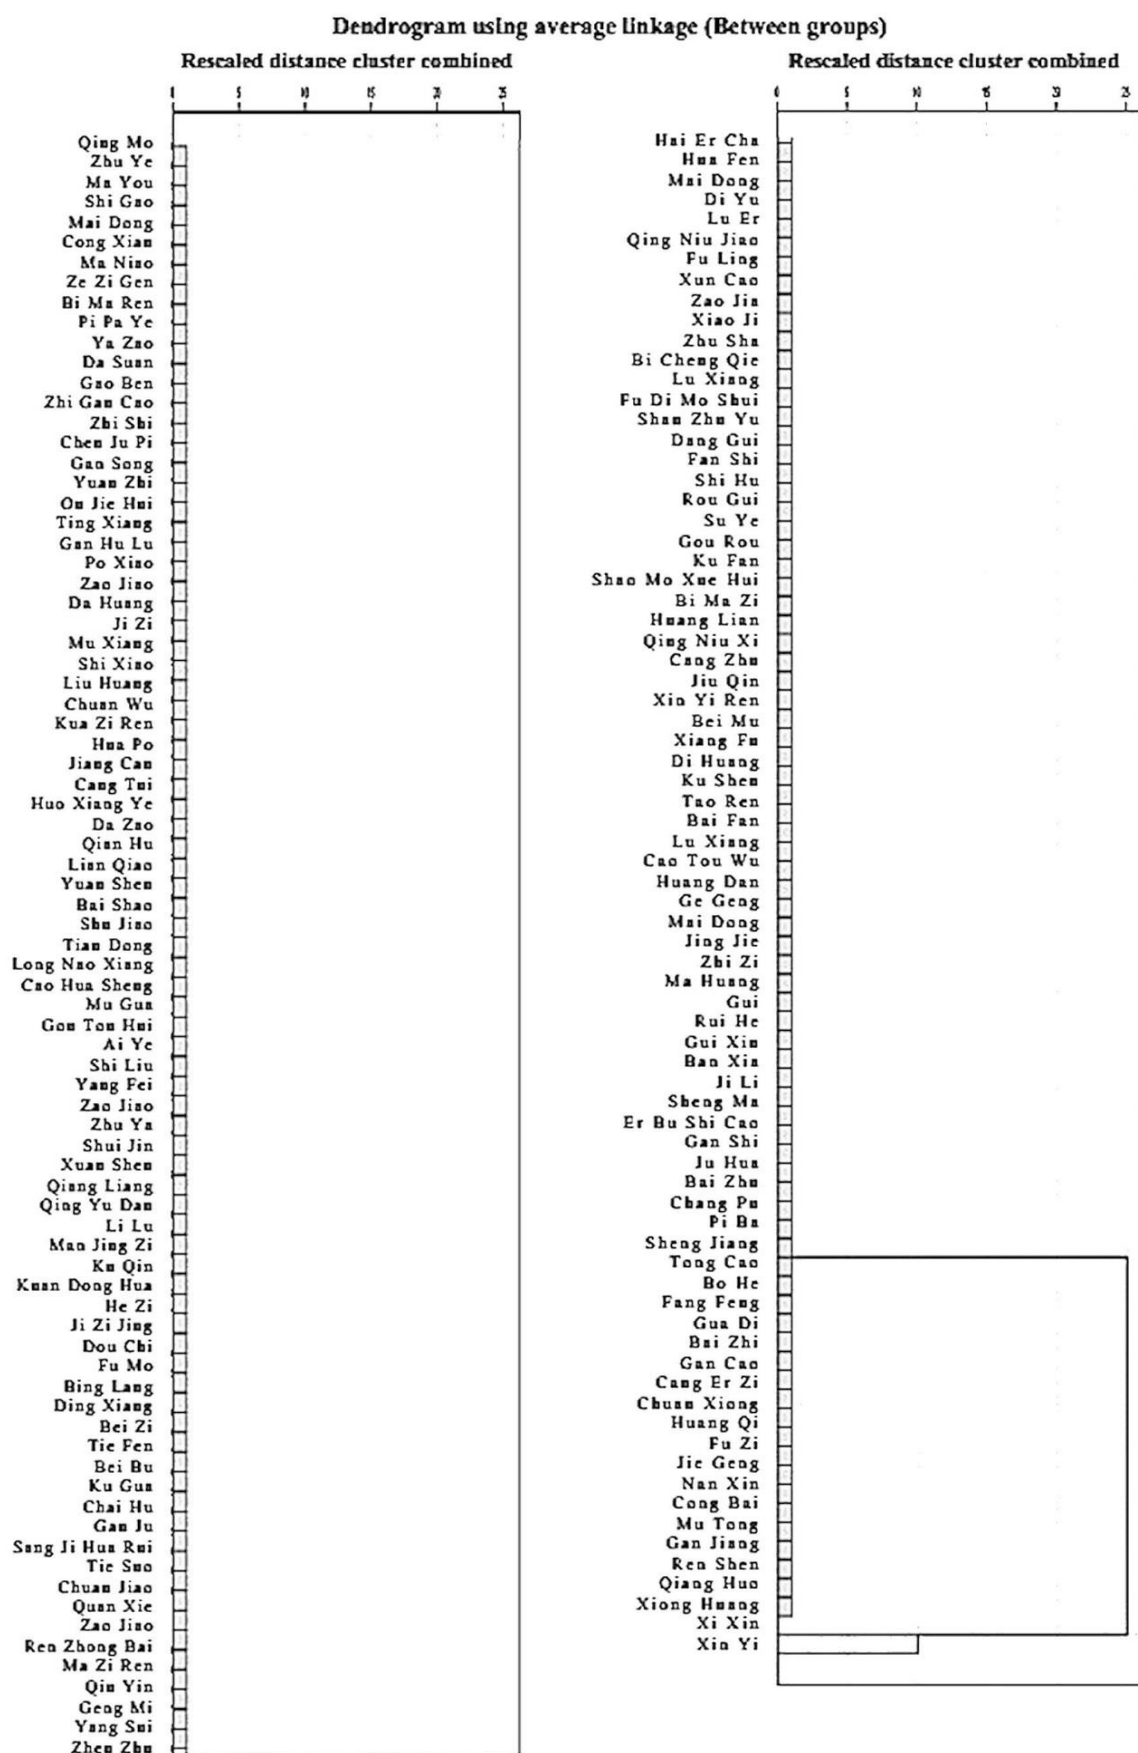 Dendrogram using average linkage (Between groups)
Rescaled distance cluster combined
0 5 10 15 20 25
Qing Mo
Zhu Ye
Ma You
Shi Gao
Mai Dong
Cong Xian
Ma Niao
Ze Zi Gen
Bi Ma Ren
Pi Pa Ye
Ya Zao
Da Suan
Gao Ben
Zhi Gan Cao
Zhi Shi
Chen Ju Pi
Gan Song
Yuan Zhi
Ou Jie Hui
Ting Xiang
Gan Hu Lu
Po Xiao
Zao Jiao
Da Huang
Ji Zi
Mu Xiang
Shi Xiao
Liu Huang
Chuan Wu
Kua Zi Ren
Hua Po
Jiang Can
Cang Tui
Huo Xiang Ye
Da Zao
Qian Hu
Lian Qiao
Yuan Shen
Bai Shao
Shu Jiao
Tian Dong
Long Nao Xiang
Cao Hua Sheng
Mu Gua
Gou Tou Hui
Ai Ye
Shi Liu
Yang Fei
Zao Jiao
Zhu Ya
Shui Jin
Xuan Shen
Qiang Liang
Qing Yu Dan
Li Lu
Man Jing Zi
Ku Qin
Kuan Dong Hua
He Zi
Ji Zi Jing
Dou Chi
Fu Mo
Bing Lang
Ding Xiang
Bei Zi
Tie Fen
Bei Bu
Ku Gua
Chai Hu
Gan Ju
Sang Ji Hua Rui
Tie Suo
Chuan Jiao
Quan Xie
Zao Jiao
Ren Zhong Bai
Ma Zi Ren
Qin Yin
Geng Mi
Yang Sui
Zhen Zhu
Rescaled distance cluster combined
0 5 10 15 20 25
Hai Er Cha
Hua Fen
Mai Dong
Di Yu
Lu Er
Qing Niu Jiao
Fu Ling
Xun Cao
Zao Jia
Xiao Ji
Zhu Sha
Bi Cheng Qie
Lu Xiang
Fu Di Mo Shui
Shan Zhu Yu
Dang Gui
Fan Shi
Shi Hu
Rou Gui
Su Ye
Gou Rou
Ku Fan
Shao Mo Xue Hui
Bi Ma Zi
Huang Lian
Qing Niu Xi
Cang Zhu
Jiu Qin
Xin Yi Ren
Bei Mu
Xiang Fu
Di Huang
Ku Shen
Tao Ren
Bai Fan
Lu Xiang
Cao Tou Wu
Huang Dan
Ge Geng
Mai Dong
Jing Jie
Zhi Zi
Ma Huang
Gui
Rui He
Gui Xin
Ban Xia
Ji Li
Sheng Ma
Er Bu Shi Cao
Gan Shi
Ju Hua
Bai Zhu
Chang Pu
Pi Ba
Sheng Jiang
Tong Cao
Bo He
Fang Feng
Gua Di
Bai Zhi
Gan Cao
Cang Er Zi
Chuan Xiong
Huang Qi
Fu Zi
Jie Geng
Nan Xin
Cong Bai
Mu Tong
Gan Jiang
Ren Shen
Qiang Huo
Xiong Huang
Xi Xin
Xin Yi